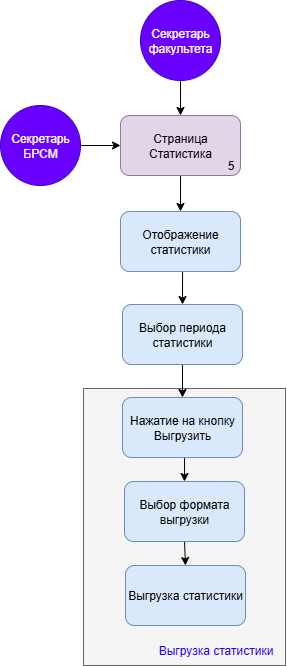 Секретарь
факультета
Секретарь
БРСМ
Страница
Статистика
5
Отображение
статистики
Выбор периода
статистики
Нажатие на кнопку
Выгрузить
Выбор формата
выгрузки
Выгрузка статистики
Выгрузка статистики